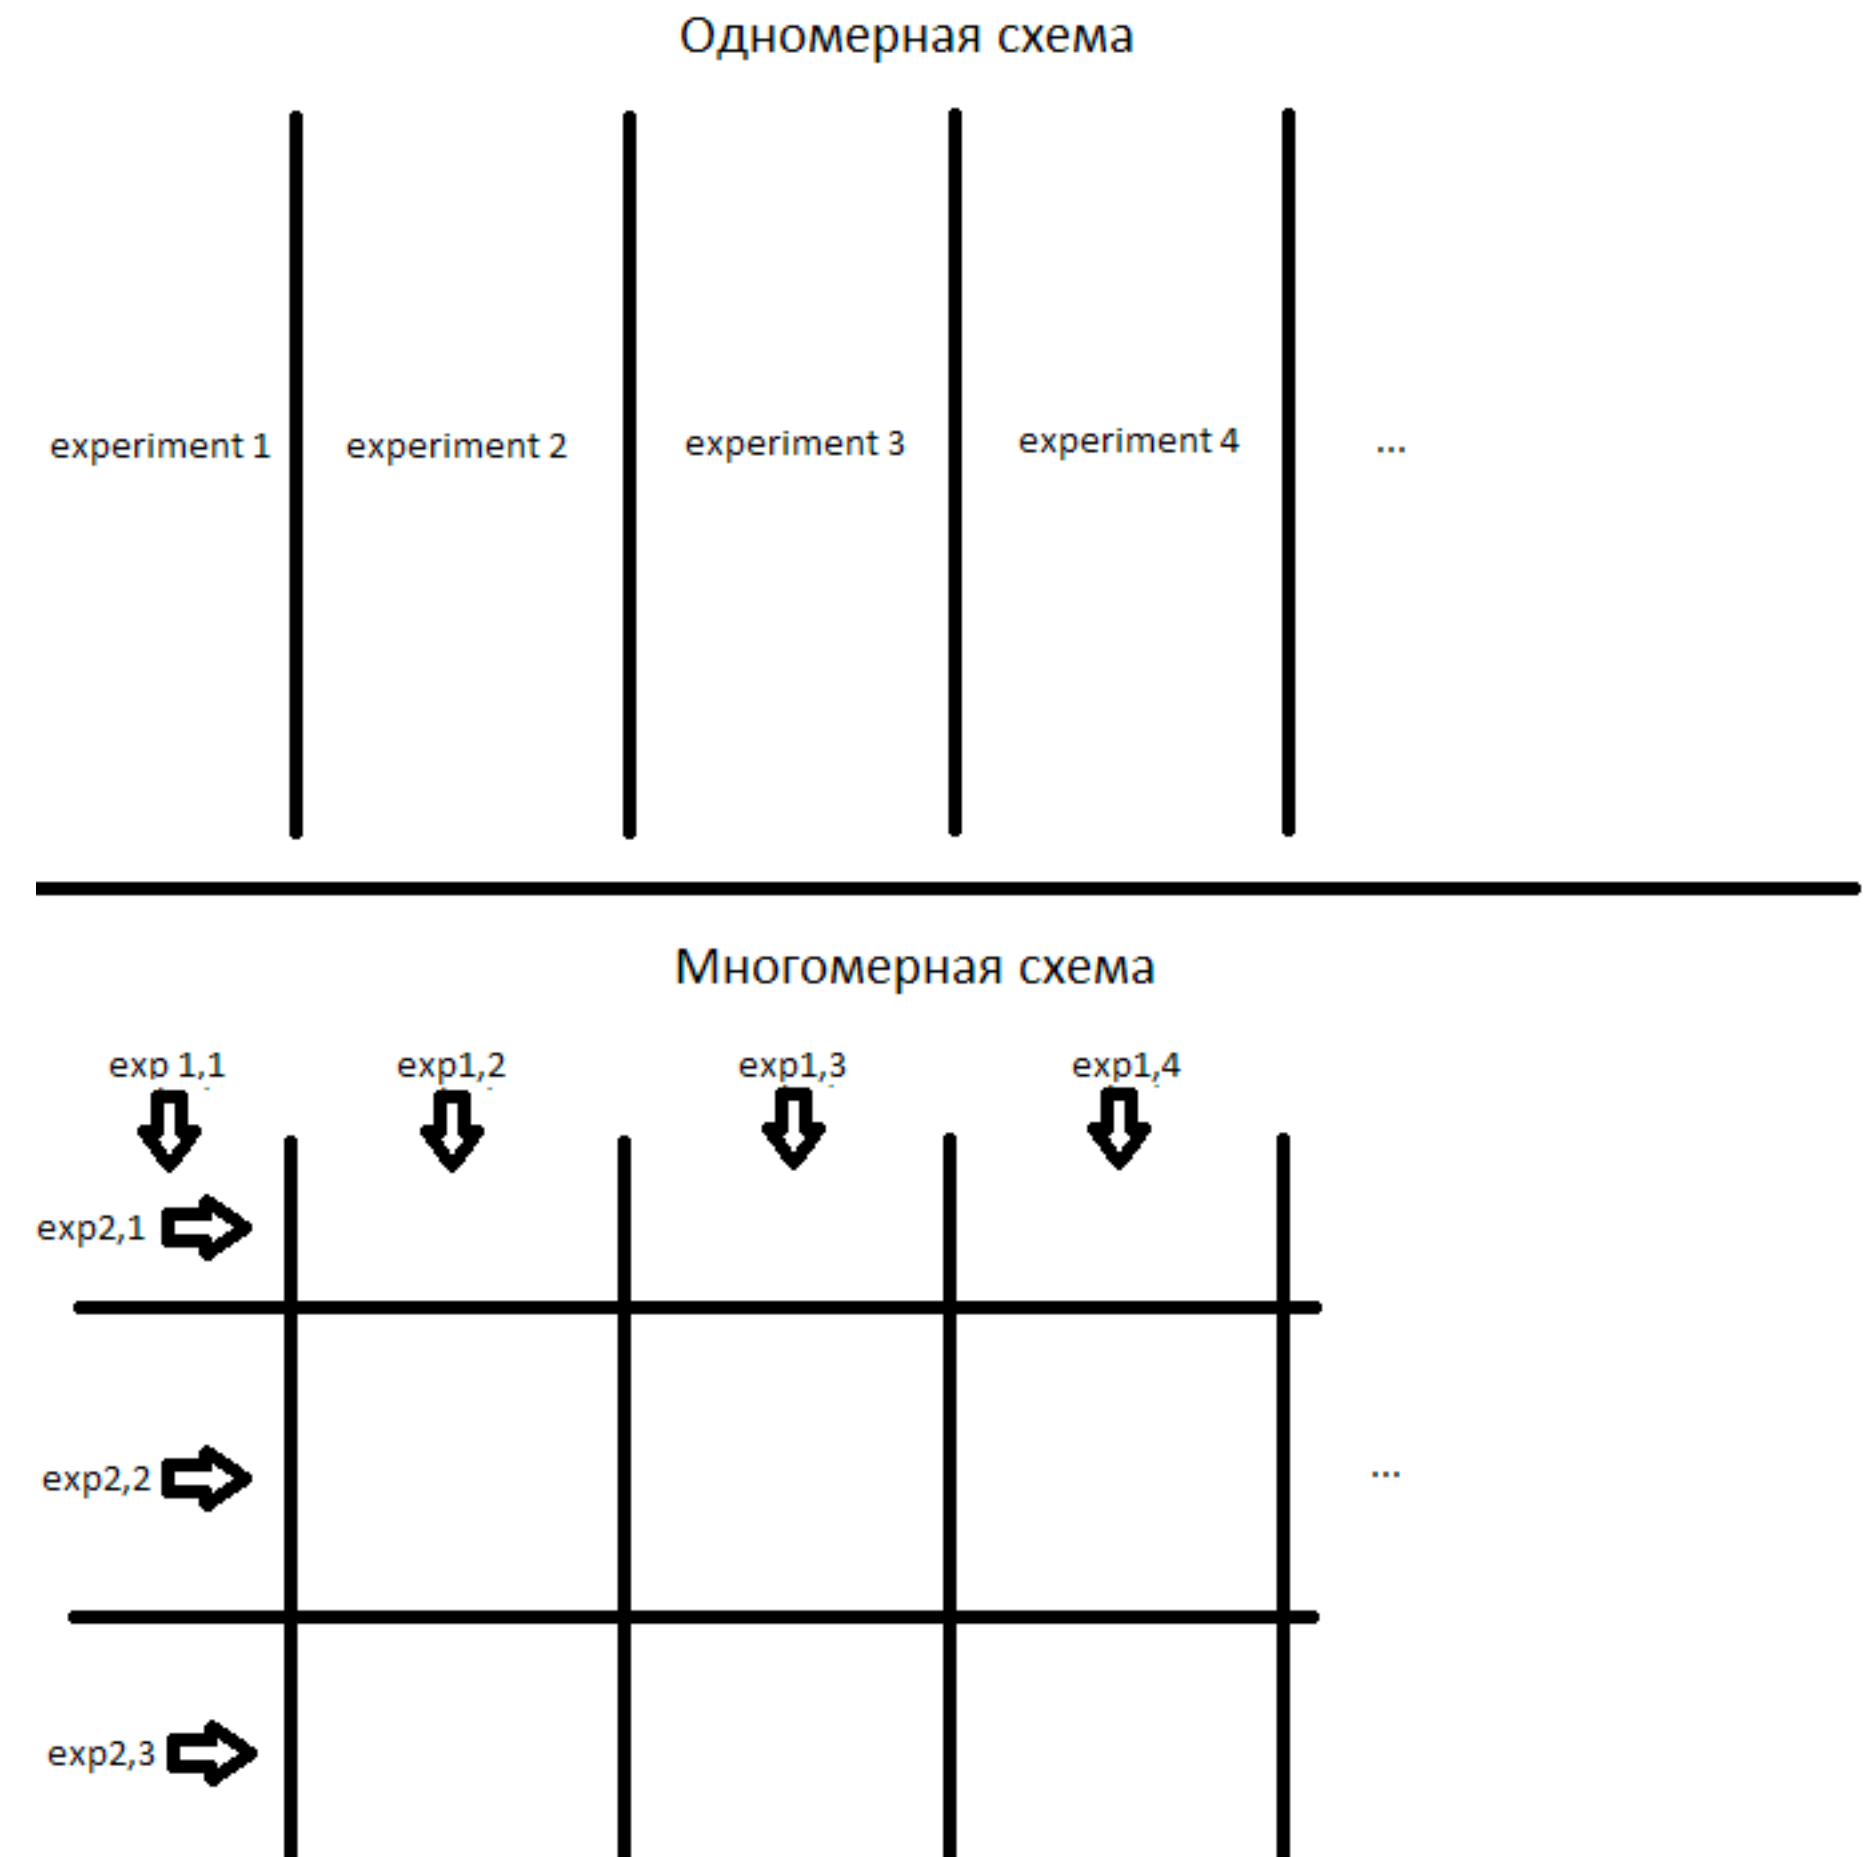 Одномерная схема
experiment 1 experiment 2 experiment 3 experiment 4 ...
Многомерная схема
exp 1,1 exp1,2 exp1,3 exp1,4
exp2,1
exp2,2 ...
exp2,3